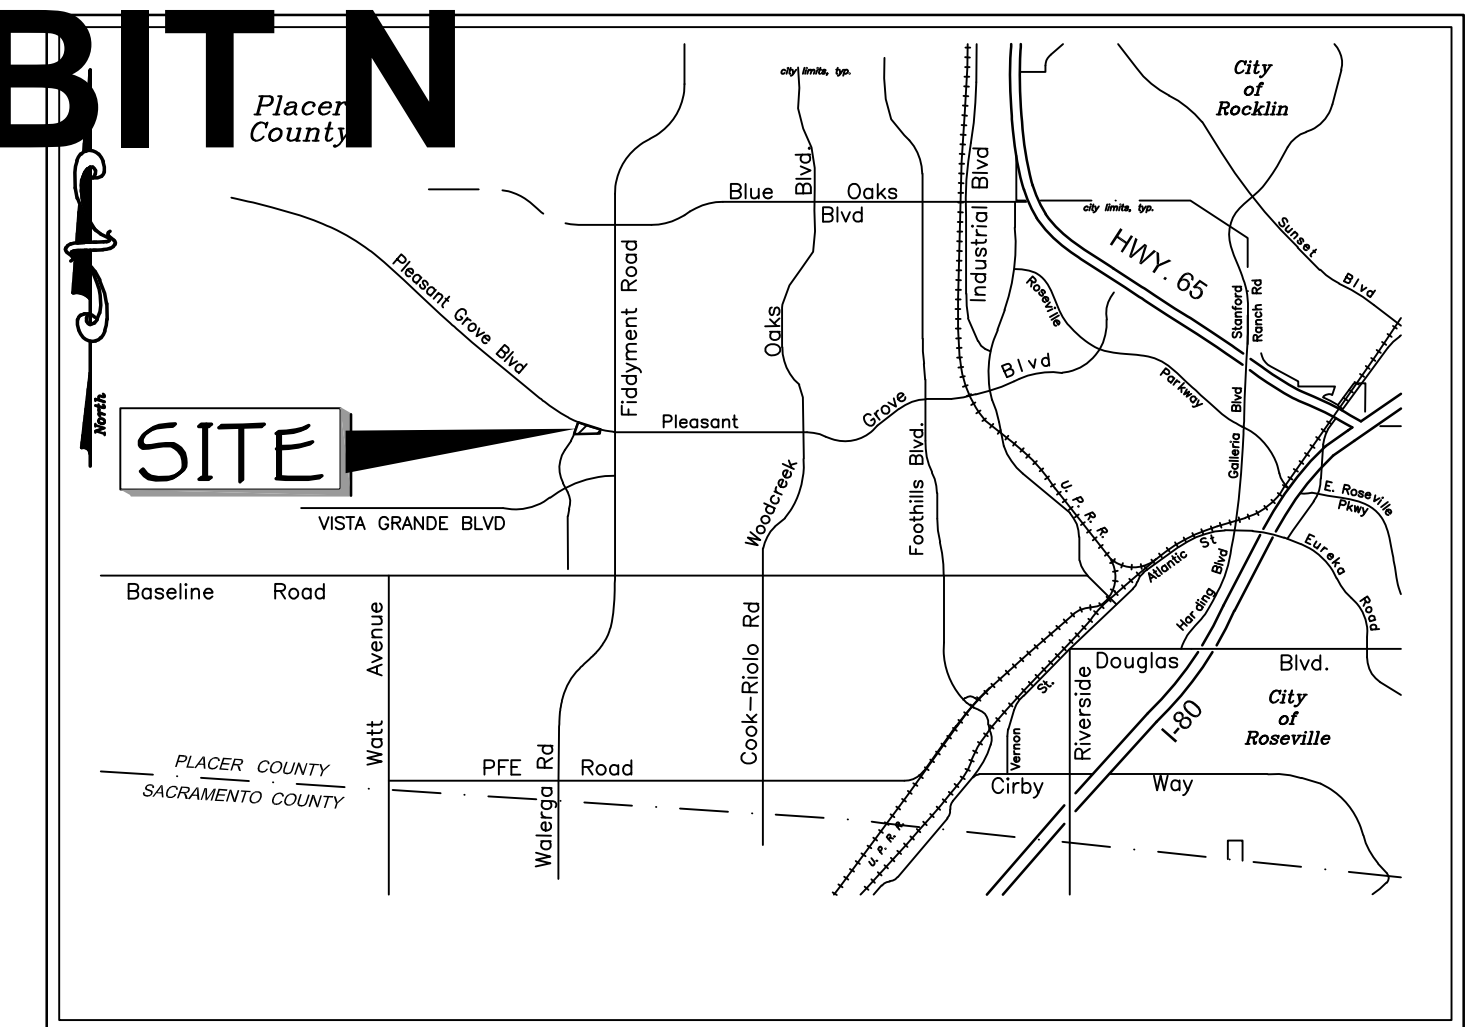 BIT N
Placer
County
city limits, typ.
City
of
Rocklin
Blue Oaks
Blvd
Blvd.
Oaks
Woodcreek
Industrial Blvd
city limits, typ.
HWY. 65
Sunset Blvd
Stanford
Ranch Rd
Galleria Blvd
Roseville
Parkway
Pleasant Grove Blvd
Fiddyment Road
North
SITE
Pleasant Grove Blvd
Foothills Blvd.
U. P. R. R.
VISTA GRANDE BLVD
E. Roseville
Pkwy
Atlantic St
Eureka Road
Harding Blvd
Baseline Road
Watt Avenue
Cook-Riolo Rd
Douglas Blvd.
Riverside
Vernon St.
City
of
Roseville
I-80
PLACER COUNTY
SACRAMENTO COUNTY
PFE Road
Walerga Rd
Cirby Way
U. P. R. R.